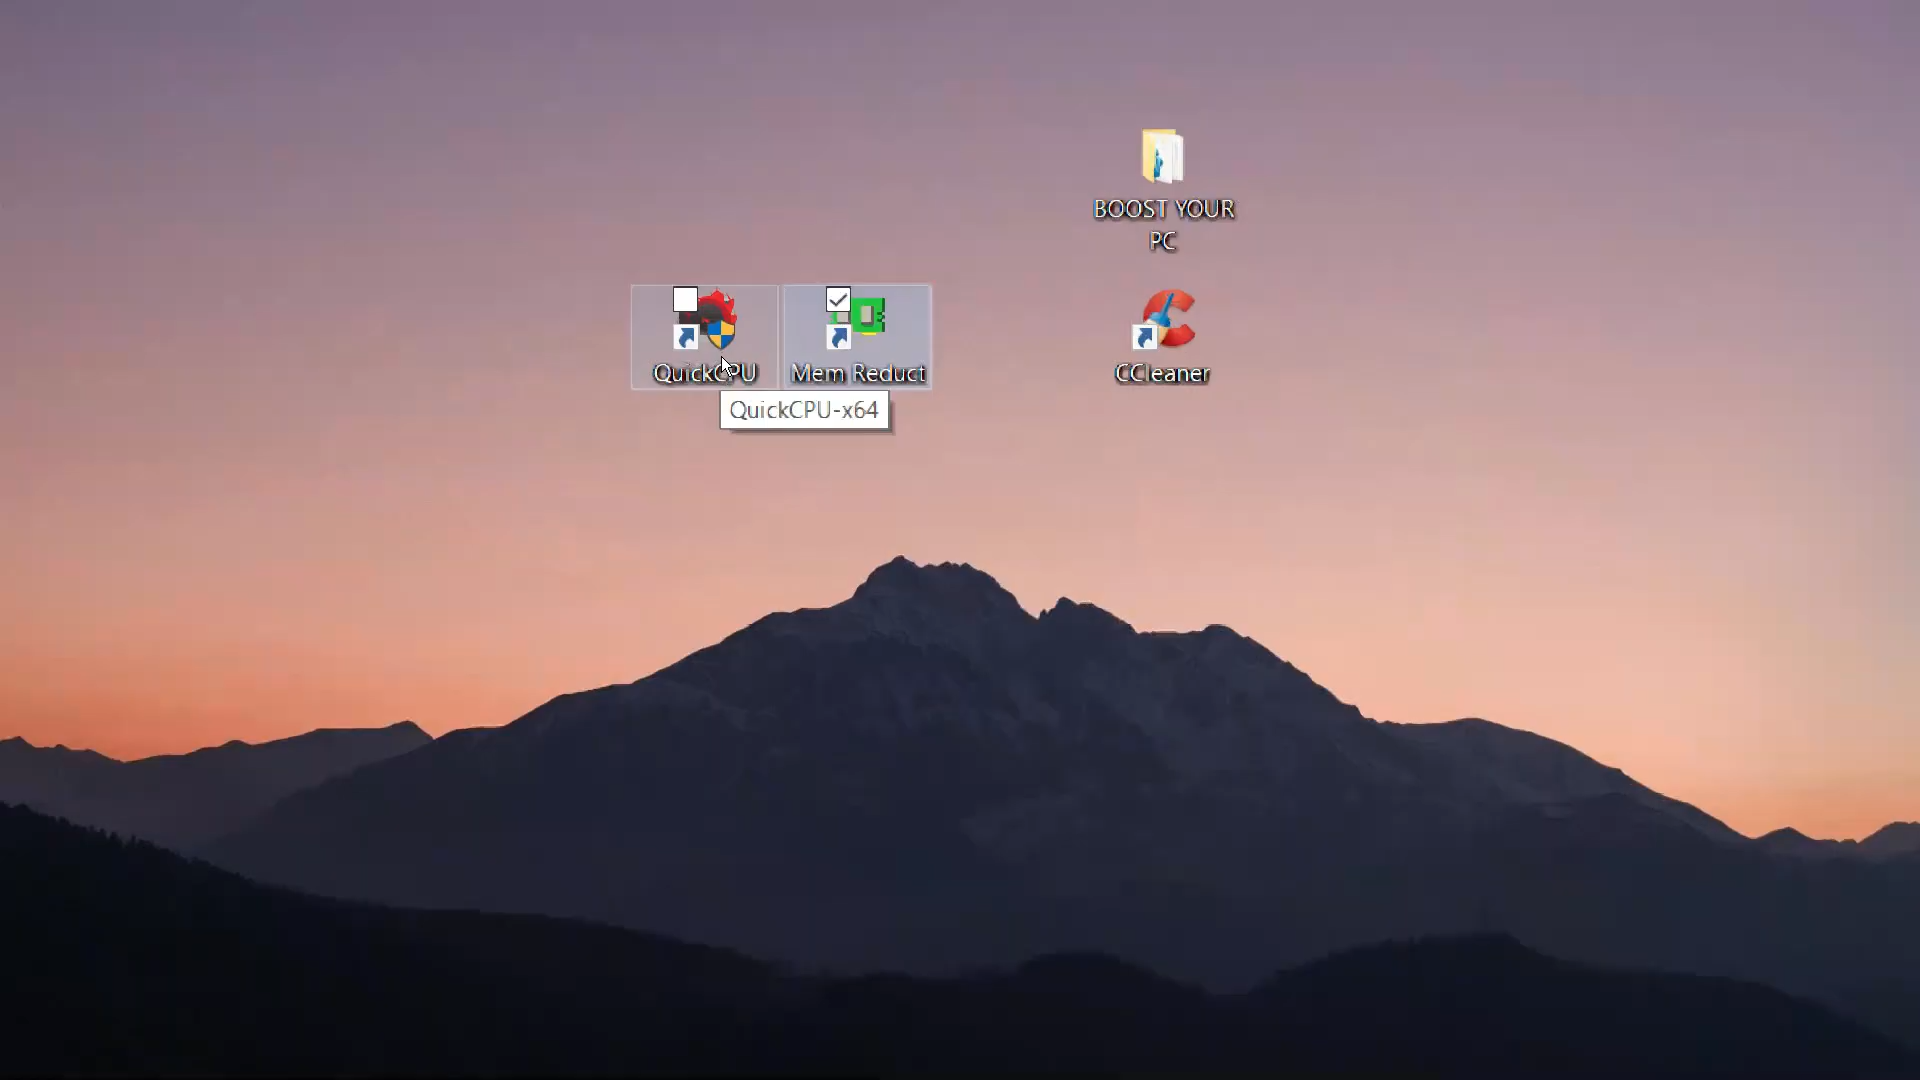 BOOST YOUR
PC
QuickCPU
Mem Reduct
CCleaner
QuickCPU-x64